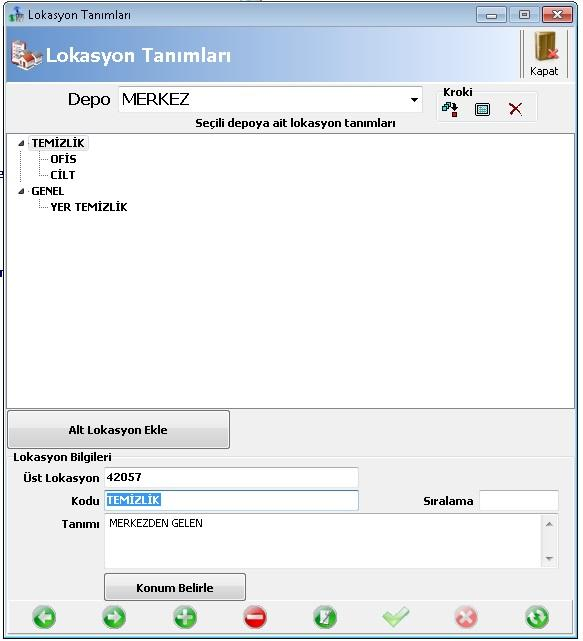 Lokasyon Tanımları
Lokasyon Tanımları
Kapat
Depo MERKEZ
Kroki
Seçili depoya ait lokasyon tanımları
TEMİZLİK
OFİS
CİLT
GENEL
YER TEMİZLİK
Alt Lokasyon Ekle
Lokasyon Bilgileri
Üst Lokasyon 42057
Kodu TEMİZLİK Sıralama
Tanımı MERKEZDEN GELEN
Konum Belirle